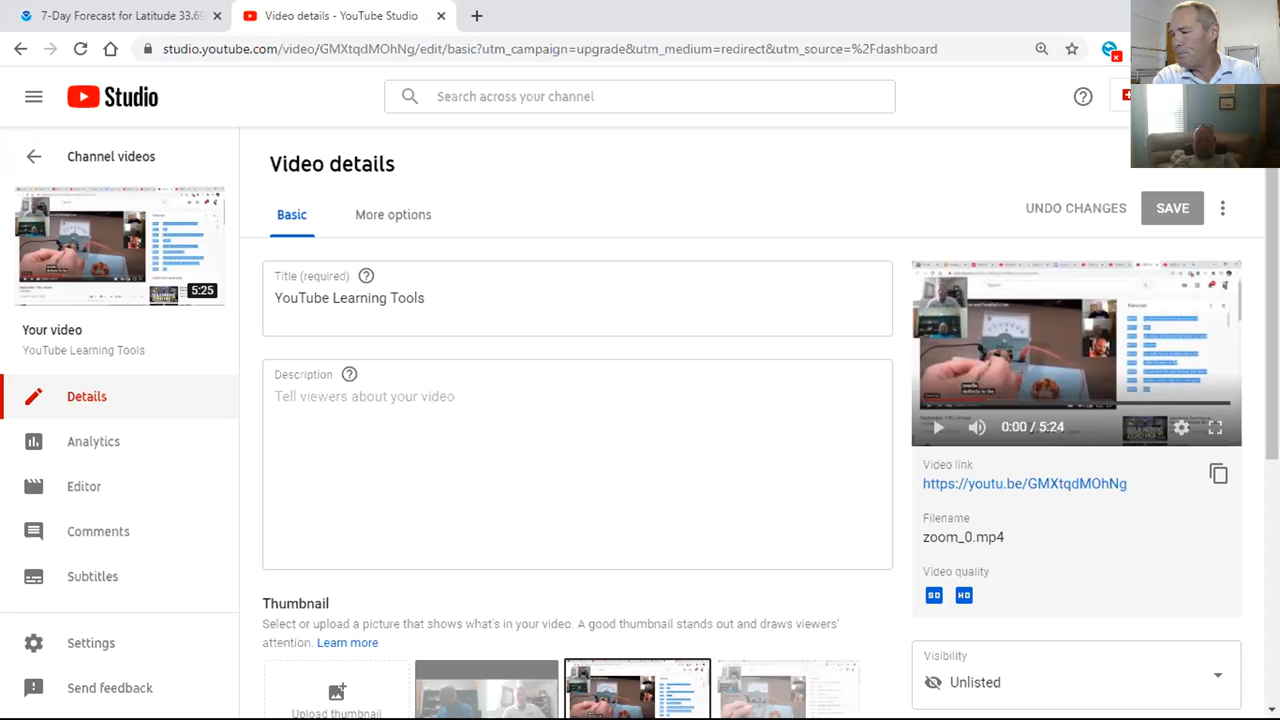 7-Day Forecast for Latitude 33.69
Video details - YouTube Studio
studio.youtube.com/video/GMXtqdMOhNg/edit/basic?utm_campaign=upgrade&utm_medium=redirect&utm_source=%2Fdashboard
Studio
Search across your channel
Channel videos
5:25
Your video
YouTube Learning Tools
Details
Analytics
Editor
Comments
Subtitles
Settings
Send feedback
Video details
Basic
More options
UNDO CHANGES
SAVE
Title (required)
YouTube Learning Tools
Description
ll viewers about your vid
Thumbnail
Select or upload a picture that shows what's in your video. A good thumbnail stands out and draws viewers'
attention. Learn more
Upload thumbnail
0:00 / 5:24
Video link
https://youtu.be/GMXtqdMOhNg
Filename
zoom_0.mp4
Video quality
SD HD
Visibility
Unlisted